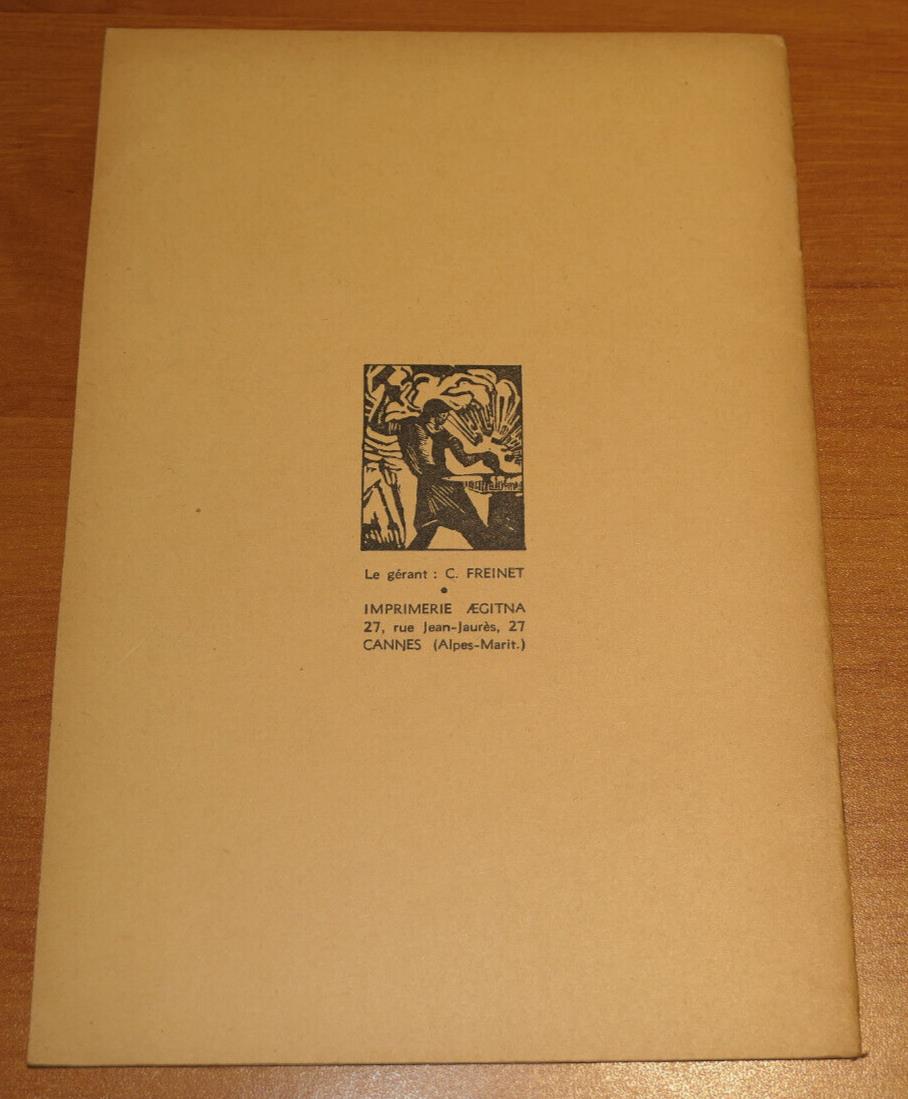 Le gérant : C. FREINET
•
IMPRIMERIE ÆGITNA
27, rue Jean-Jaurès, 27
CANNES (Alpes-Marit.)